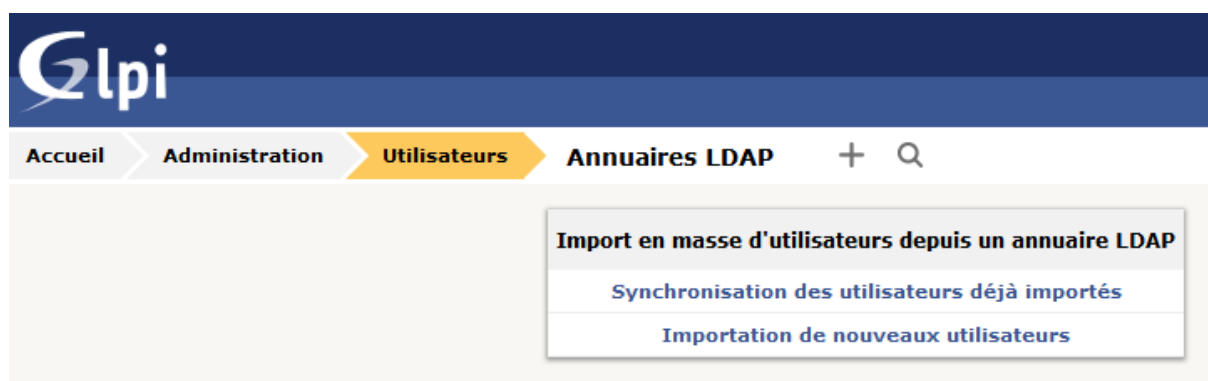 Glpi
Accueil Administration Utilisateurs Annuaires LDAP
Import en masse d'utilisateurs depuis un annuaire LDAP
Synchronisation des utilisateurs déjà importés
Importation de nouveaux utilisateurs